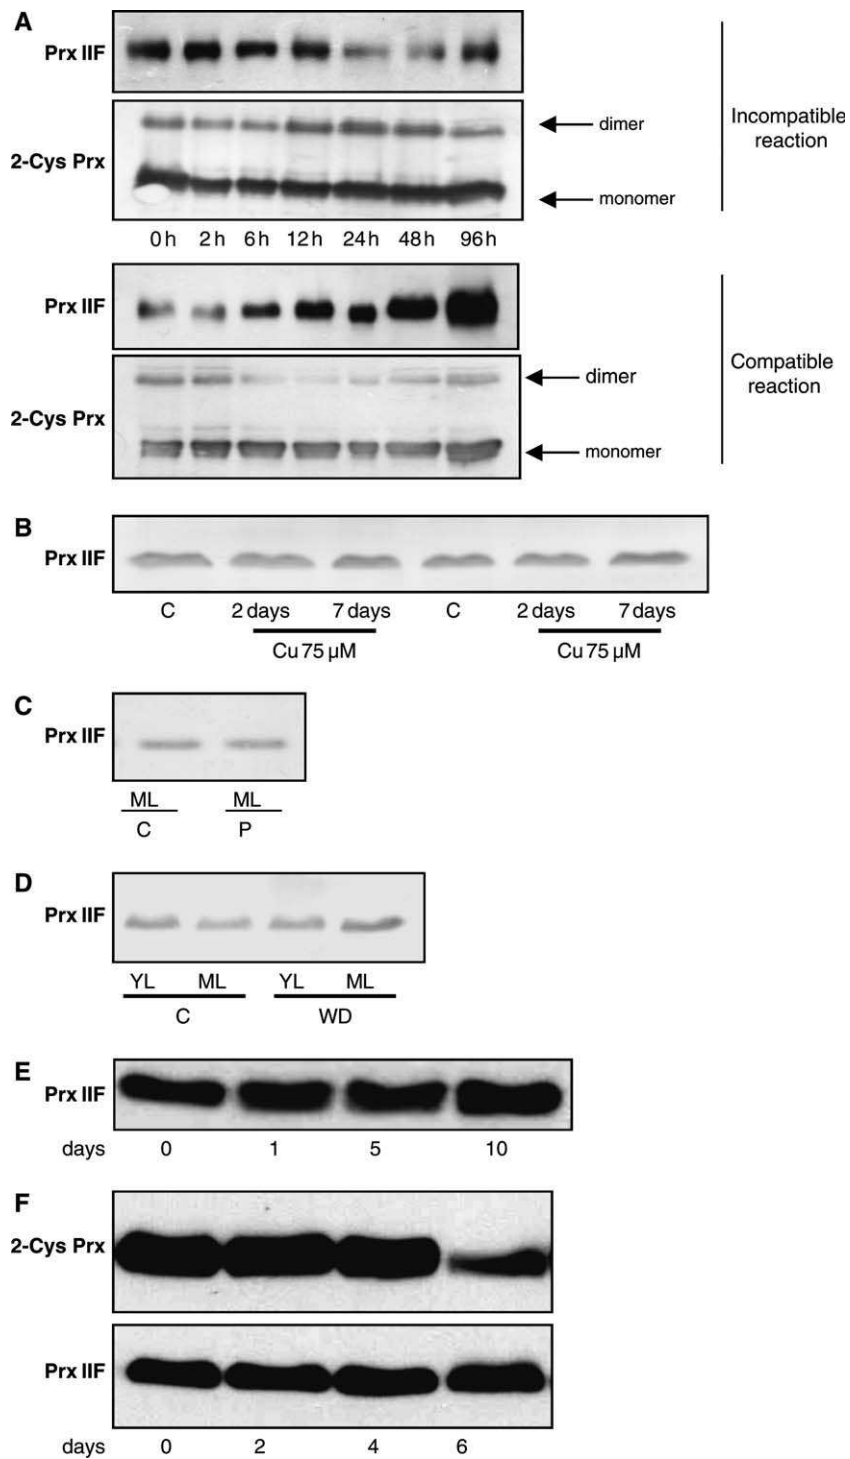 A
Prx IIF
dimer
Incompatible
reaction
2-Cys Prx
monomer
0 h 2 h 6 h 12 h 24 h 48 h 96 h
Prx IIF
dimer
Compatible
reaction
2-Cys Prx
monomer
B
Prx IIF
C 2 days 7 days C 2 days 7 days
Cu 75 µM Cu 75 µM
C
Prx IIF
ML ML
C P
D
Prx IIF
YL ML YL ML
C WD
E
Prx IIF
days 0 1 5 10
F
2-Cys Prx
Prx IIF
days 0 2 4 6